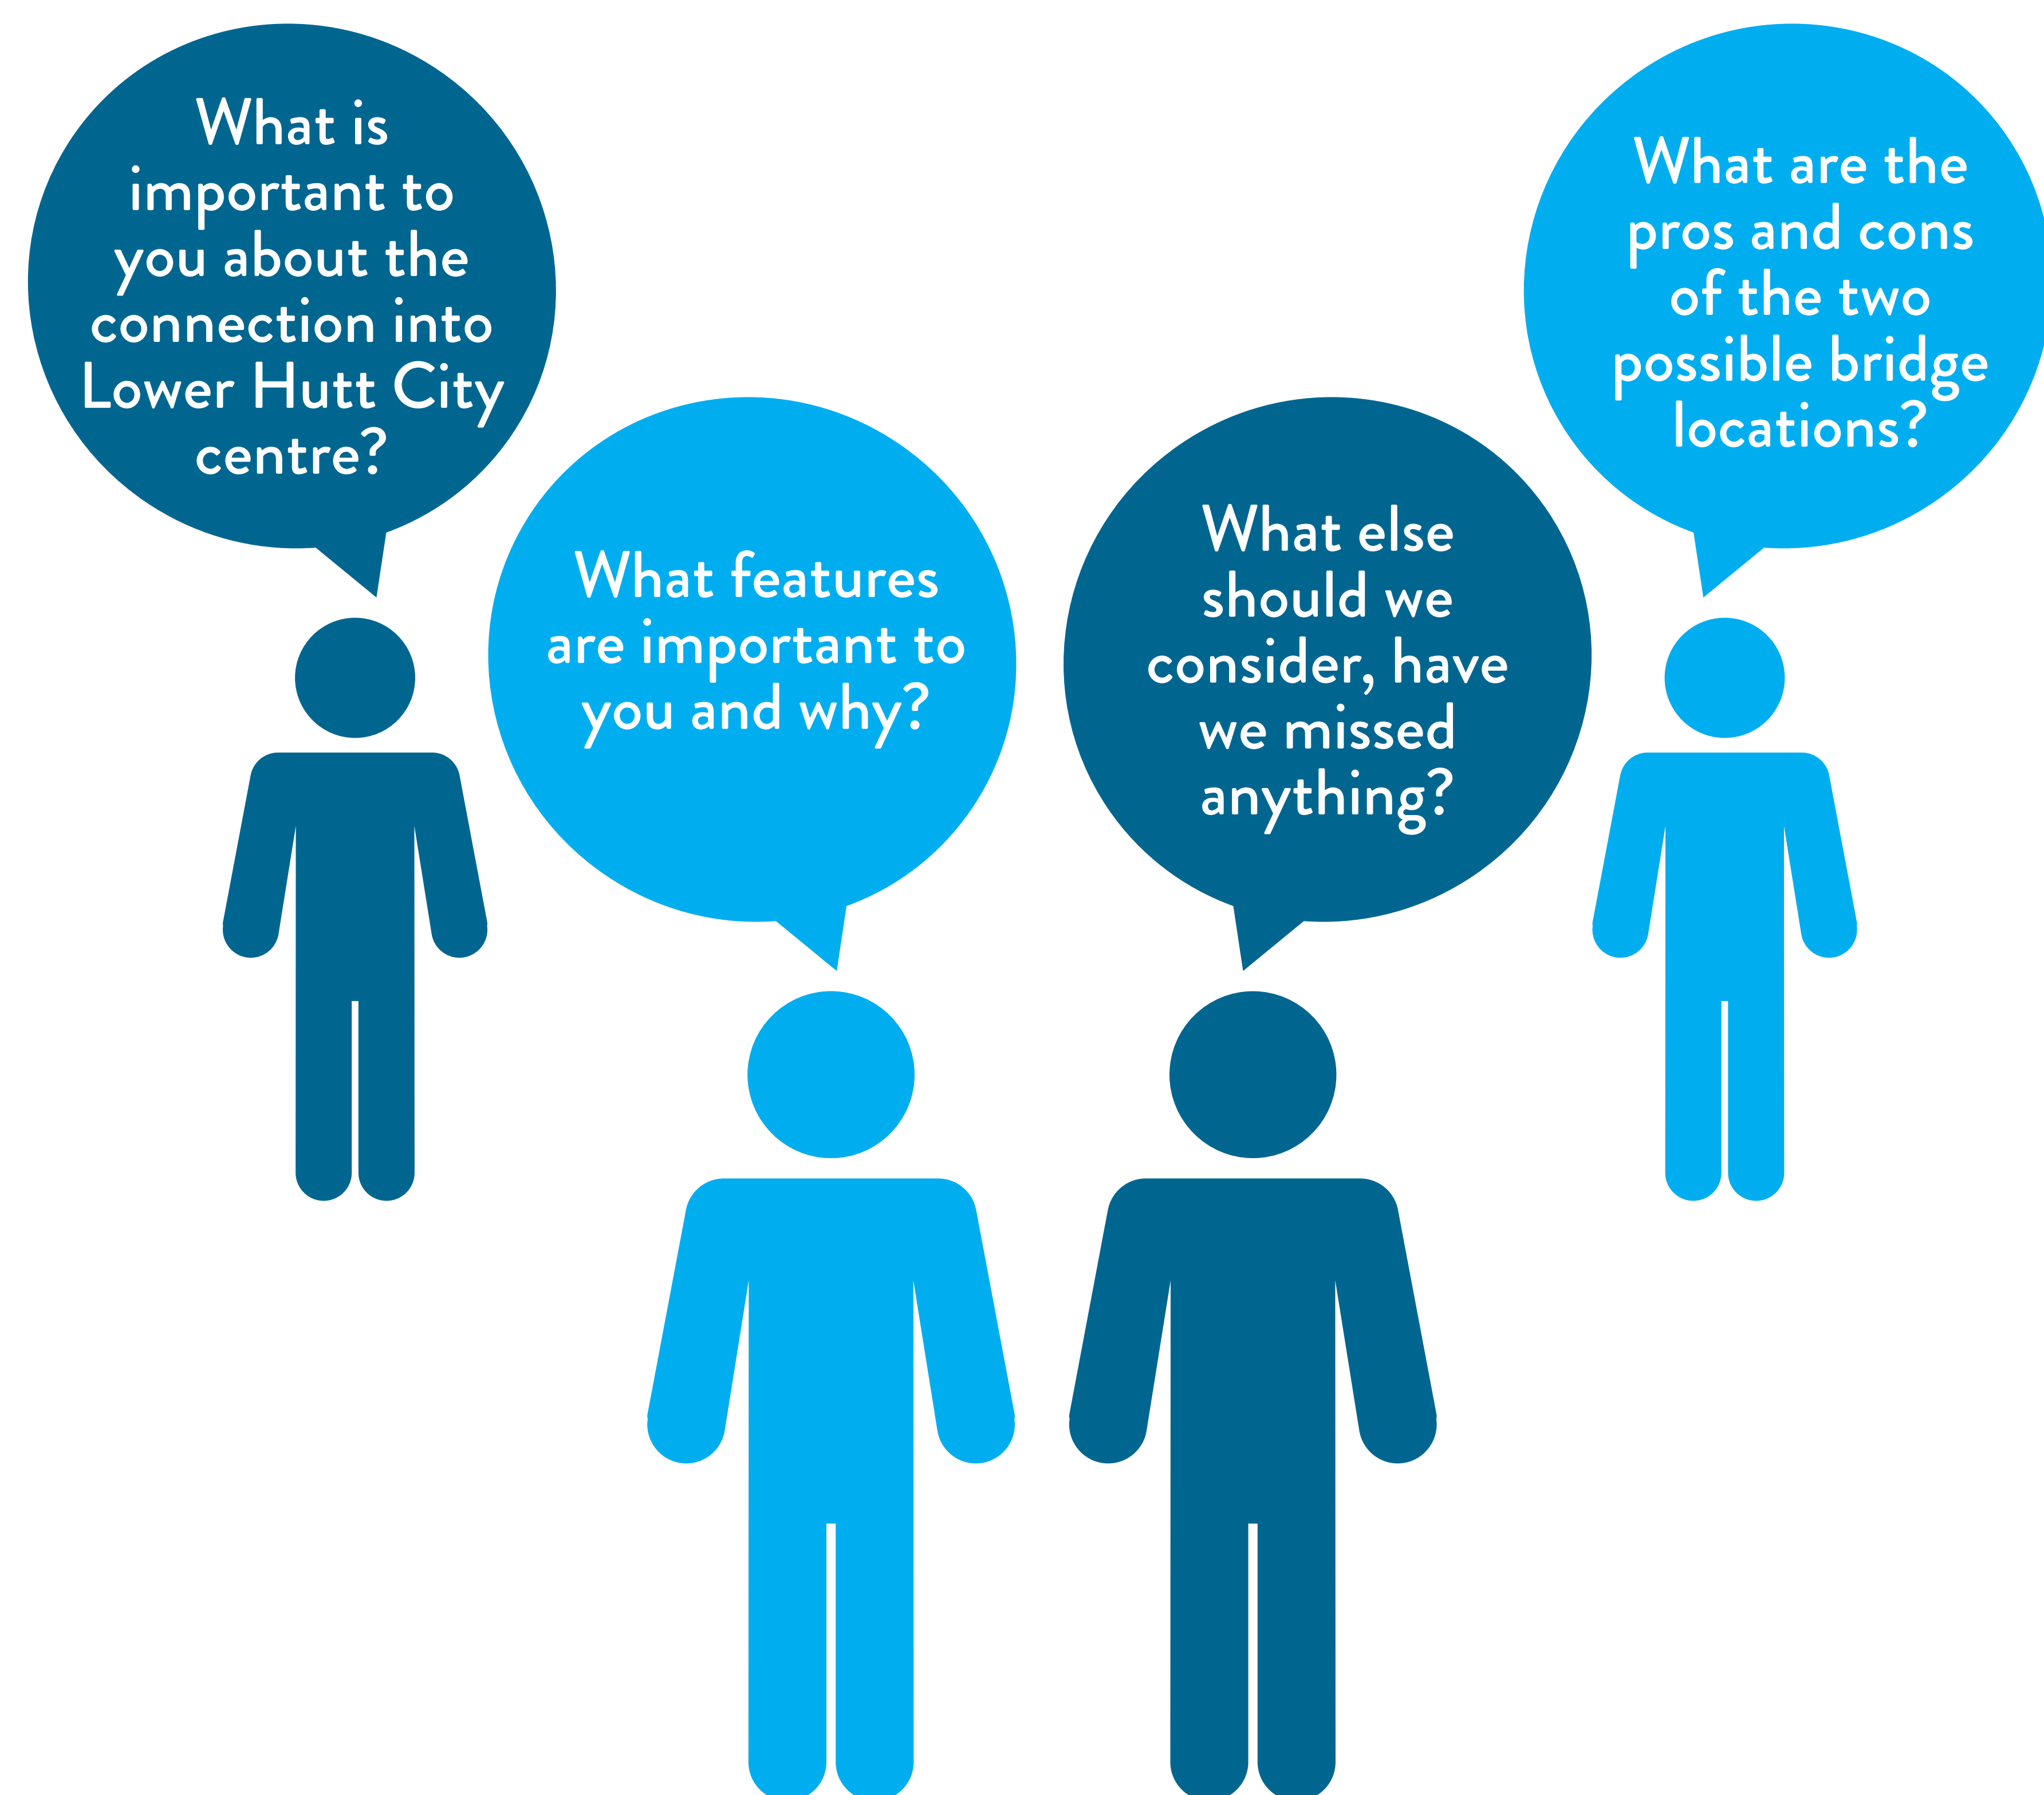 What is
important to
you about the
connection into
Lower Hutt City
centre?
What features
are important to
you and why?
What else
should we
consider, have
we missed
anything?
What are the
pros and cons
of the two
possible bridge
locations?